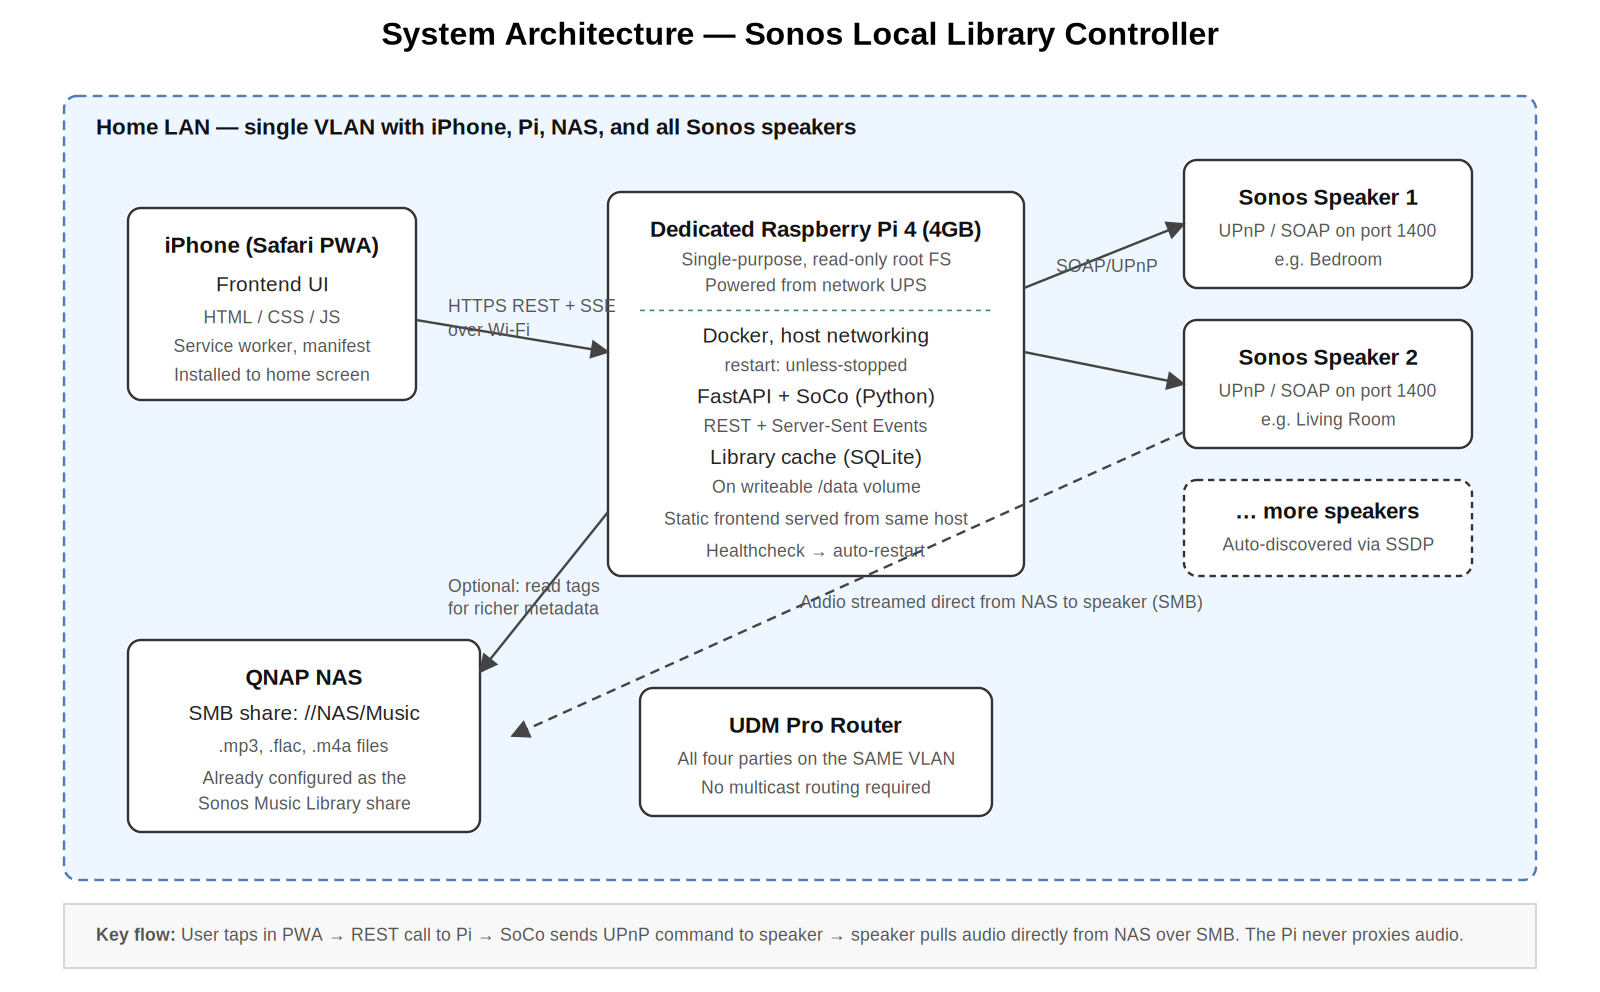 System Architecture — Sonos Local Library Controller
Home LAN — single VLAN with iPhone, Pi, NAS, and all Sonos speakers
iPhone (Safari PWA)
Frontend UI
HTML / CSS / JS
Service worker, manifest
Installed to home screen
HTTPS REST + SSE
over Wi-Fi
Dedicated Raspberry Pi 4 (4GB)
Single-purpose, read-only root FS
Powered from network UPS
Docker, host networking
restart: unless-stopped
FastAPI + SoCo (Python)
REST + Server-Sent Events
Library cache (SQLite)
On writeable /data volume
Static frontend served from same host
Healthcheck → auto-restart
SOAP/UPnP
Sonos Speaker 1
UPnP / SOAP on port 1400
e.g. Bedroom
Sonos Speaker 2
UPnP / SOAP on port 1400
e.g. Living Room
… more speakers
Auto-discovered via SSDP
Optional: read tags
for richer metadata
Audio streamed direct from NAS to speaker (SMB)
QNAP NAS
SMB share: //NAS/Music
.mp3, .flac, .m4a files
Already configured as the
Sonos Music Library share
UDM Pro Router
All four parties on the SAME VLAN
No multicast routing required
Key flow: User taps in PWA → REST call to Pi → SoCo sends UPnP command to speaker → speaker pulls audio directly from NAS over SMB. The Pi never proxies audio.